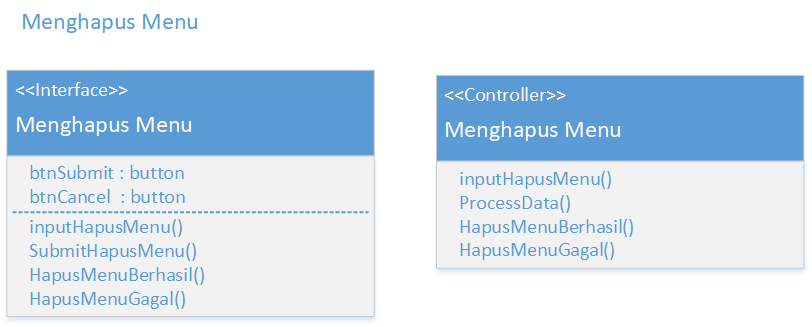 Menghapus Menu
<<Interface>>
Menghapus Menu
btnSubmit : button
btnCancel : button
inputHapusMenu()
SubmitHapusMenu()
HapusMenuBerhasil()
HapusMenuGagal()
<<Controller>>
Menghapus Menu
inputHapusMenu()
ProcessData()
HapusMenuBerhasil()
HapusMenuGagal()